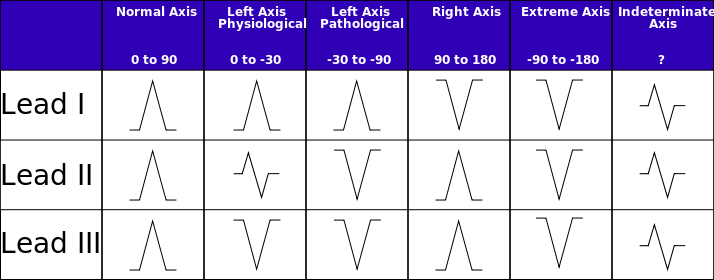 Normal Axis
0 to 90
Left Axis
Physiological
0 to -30
Left Axis
Pathological
-30 to -90
Right Axis
90 to 180
Extreme Axis
-90 to -180
Indeterminate
Axis
?
Lead I
Lead II
Lead III